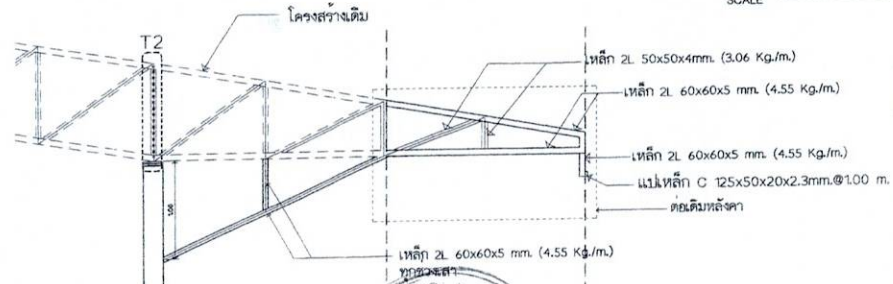 SCALE
โครงสร้างเดิม
T2
เหล็ก 2L 50x50x4mm. (3.06 Kg./m.)
เหล็ก 2L 60x60x5 mm. (4.55 Kg./m.)
เหล็ก 2L 60x60x5 mm. (4.55 Kg./m.)
แปเหล็ก C 125x50x20x2.3mm.@1.00 m.
ต่อเติมหลังคา
1.00
เหล็ก 2L 60x60x5 mm. (4.55 Kg./m.)
ทุกช่วงเสา